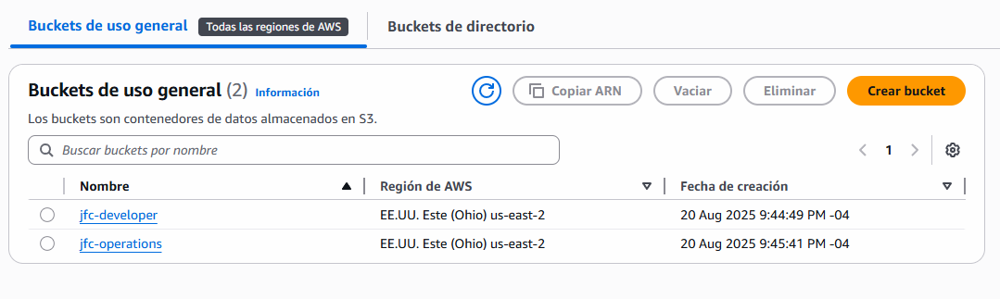 Buckets de uso general Todas las regiones de AWS Buckets de directorio
Buckets de uso general (2) Información Copiar ARN Vaciar Eliminar Crear bucket
Los buckets son contenedores de datos almacenados en S3.
Buscar buckets por nombre 1
Nombre Región de AWS Fecha de creación
jfc-developer EE.UU. Este (Ohio) us-east-2 20 Aug 2025 9:44:49 PM -04
jfc-operations EE.UU. Este (Ohio) us-east-2 20 Aug 2025 9:45:41 PM -04